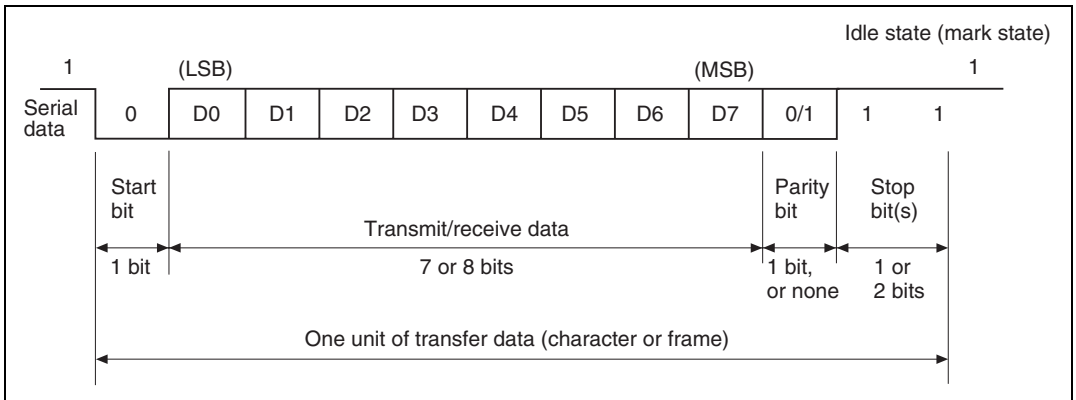 Idle state (mark state)
1 (LSB) (MSB) 1
Serial
data
0 D0 D1 D2 D3 D4 D5 D6 D7 0/1 1 1
Start
bit
Parity
bit
Stop
bit(s)
Transmit/receive data
1 bit
7 or 8 bits
1 bit,
or none
1 or
2 bits
One unit of transfer data (character or frame)